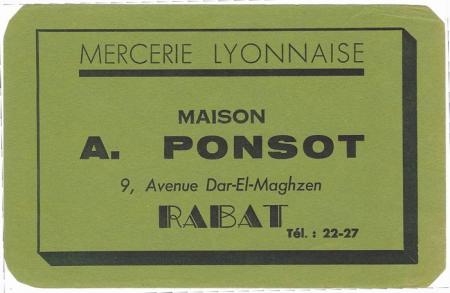 MERCERIE LYONNAISE
MAISON
A. PONSOT
9, Avenue Dar-El-Maghzen
RABAT
Tél. : 22-27